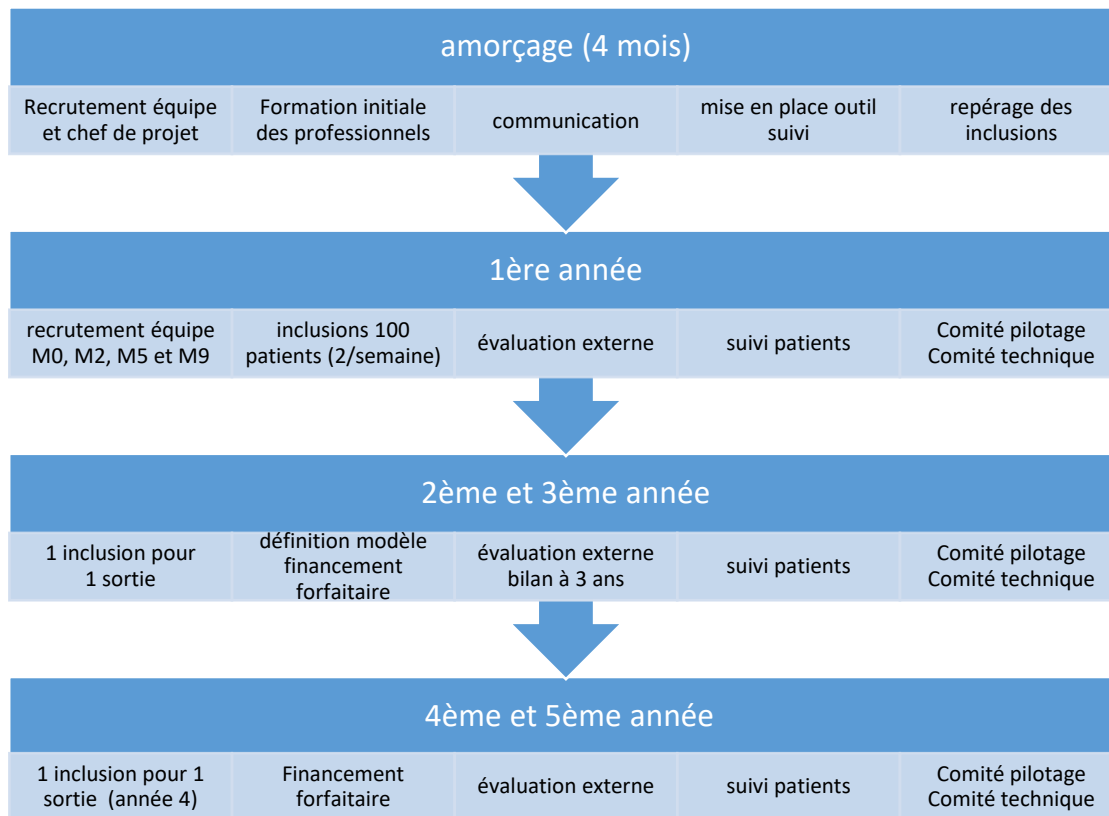 amorçage (4 mois)
Recrutement équipe
et chef de projet
Formation initiale
des professionnels
communication
mise en place outil
suivi
repérage des
inclusions
1ère année
recrutement équipe
M0, M2, M5 et M9
inclusions 100
patients (2/semaine)
évaluation externe
suivi patients
Comité pilotage
Comité technique
2ème et 3ème année
1 inclusion pour
1 sortie
définition modèle
financement
forfaitaire
évaluation externe
bilan à 3 ans
suivi patients
Comité pilotage
Comité technique
4ème et 5ème année
1 inclusion pour 1
sortie (année 4)
Financement
forfaitaire
évaluation externe
suivi patients
Comité pilotage
Comité technique